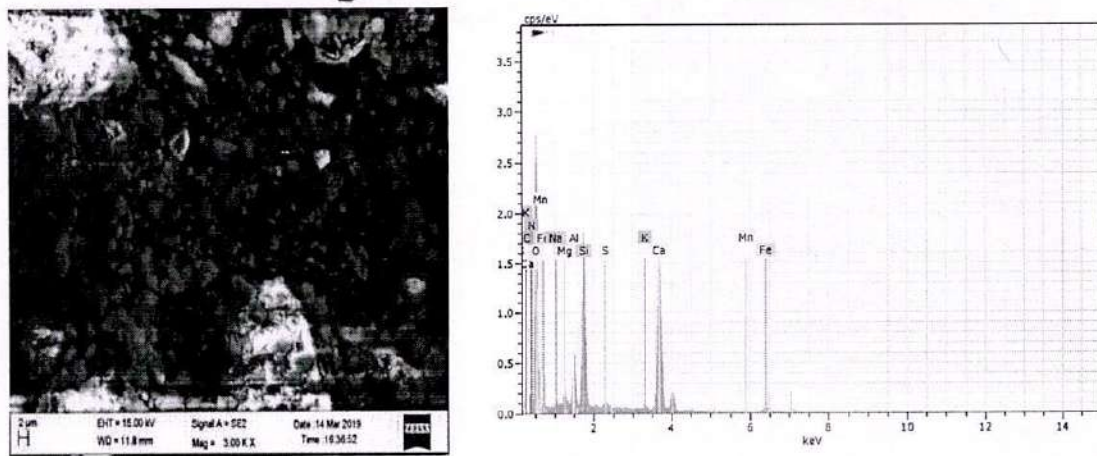 2 µm
EHT = 15.00 kV
Signal A = SE2
Date :14 Mar 2019
WD = 11.8 mm
Mag = 3.00 K X
Time :16:36:52
ZEISS
cps/eV
3.5
3.0
2.5
2.0
1.5
1.0
0.5
0.0
Mn
K
N
C Na Al K Mn
O Mg Si S Ca Fe
2 4 6 8 10 12 14
keV